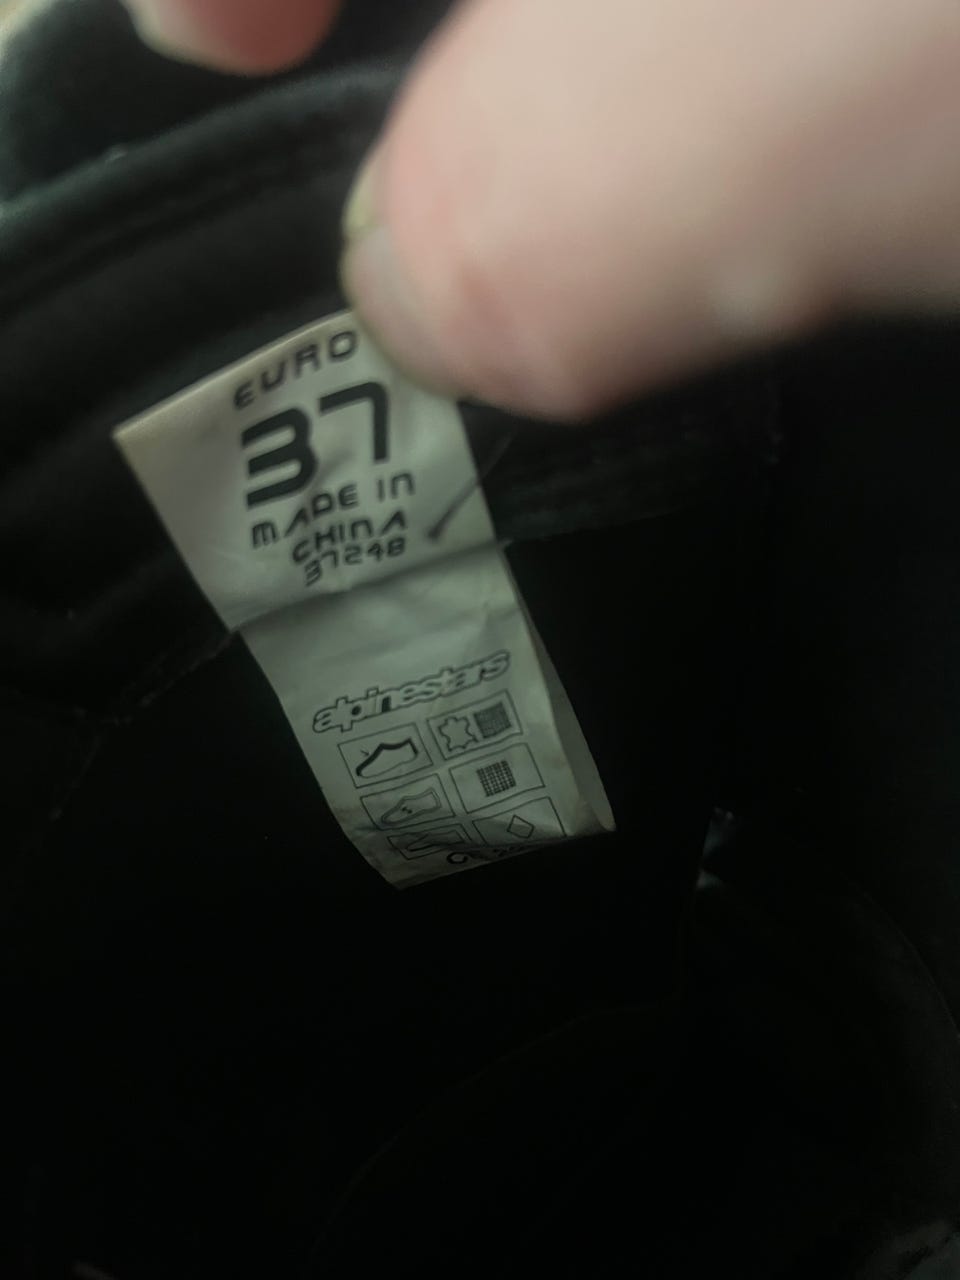 EURO
37
MADE IN
CHINA
37248
alpinestars